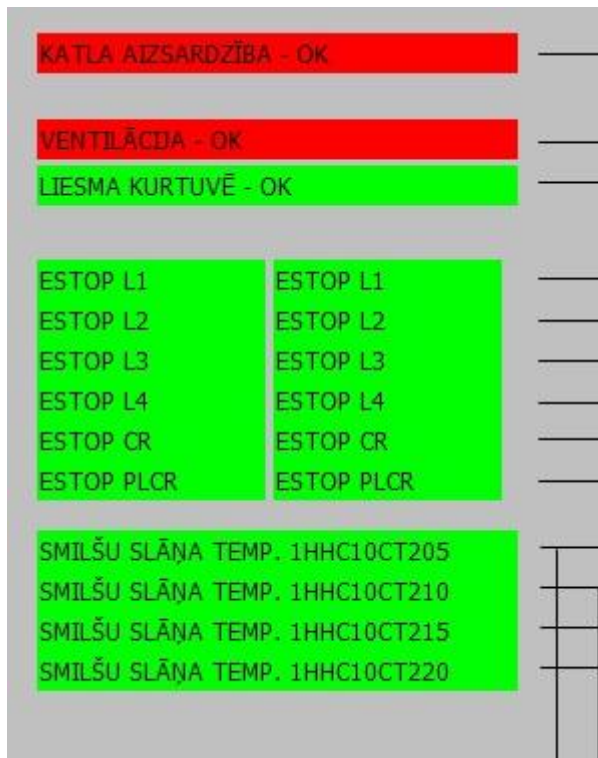 KATLA AIZSARDZĪBA - OK
VENTILĀCIJA - OK
LIESMA KURTUVĒ - OK
ESTOP L1 ESTOP L1
ESTOP L2 ESTOP L2
ESTOP L3 ESTOP L3
ESTOP L4 ESTOP L4
ESTOP CR ESTOP CR
ESTOP PLCR ESTOP PLCR
SMILŠU SLĀŅA TEMP. 1HHC10CT205
SMILŠU SLĀŅA TEMP. 1HHC10CT210
SMILŠU SLĀŅA TEMP. 1HHC10CT215
SMILŠU SLĀŅA TEMP. 1HHC10CT220